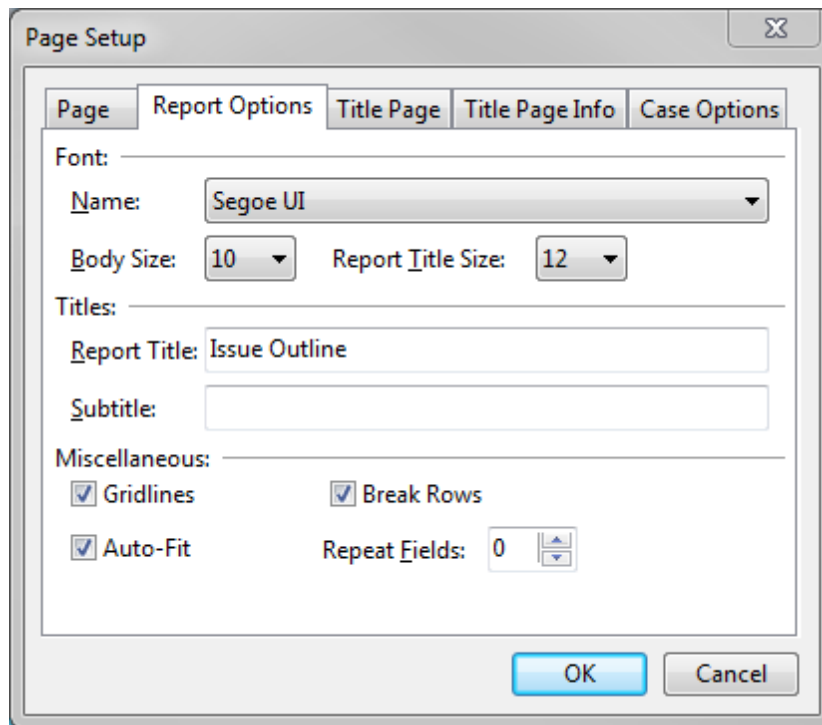 Page Setup
Page Report Options Title Page Title Page Info Case Options
Font:
Name: Segoe UI
Body Size: 10 Report Title Size: 12
Titles:
Report Title: Issue Outline
Subtitle:
Miscellaneous:
Gridlines Break Rows
Auto-Fit Repeat Fields: 0
OK Cancel